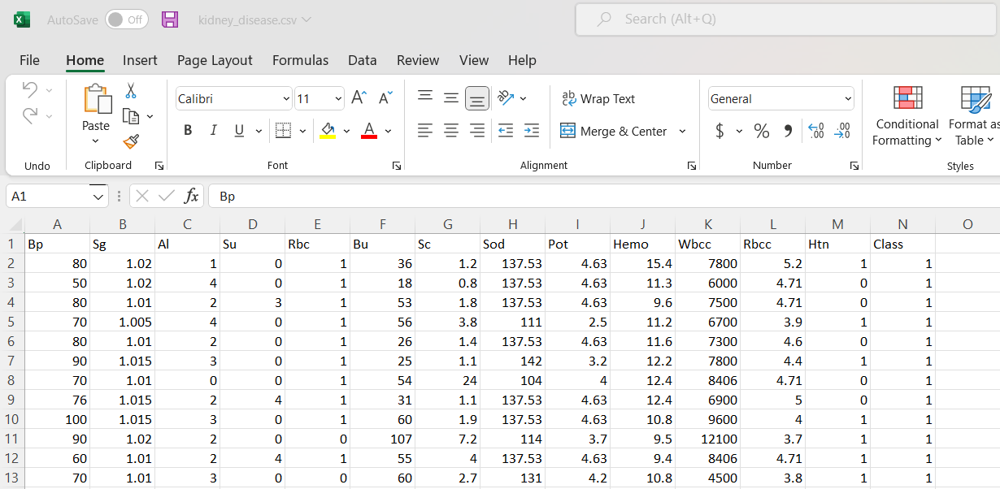 AutoSave Off kidney_disease.csv Search (Alt+Q)
File Home Insert Page Layout Formulas Data Review View Help
Paste Calibri 11 B I U A A A ab Wrap Text Merge & Center General $ % Conditional Formatting Format as Table
Undo Clipboard Font Alignment Number Styles
A1 fx Bp
A B C D E F G H I J K L M N O
1 Bp Sg Al Su Rbc Bu Sc Sod Pot Hemo Wbcc Rbcc Htn Class
2 80 1.02 1 0 1 36 1.2 137.53 4.63 15.4 7800 5.2 1 1
3 50 1.02 4 0 1 18 0.8 137.53 4.63 11.3 6000 4.71 0 1
4 80 1.01 2 3 1 53 1.8 137.53 4.63 9.6 7500 4.71 0 1
5 70 1.005 4 0 1 56 3.8 111 2.5 11.2 6700 3.9 1 1
6 80 1.01 2 0 1 26 1.4 137.53 4.63 11.6 7300 4.6 0 1
7 90 1.015 3 0 1 25 1.1 142 3.2 12.2 7800 4.4 1 1
8 70 1.01 0 0 1 54 24 104 4 12.4 8406 4.71 0 1
9 76 1.015 2 4 1 31 1.1 137.53 4.63 12.4 6900 5 0 1
10 100 1.015 3 0 1 60 1.9 137.53 4.63 10.8 9600 4 1 1
11 90 1.02 2 0 0 107 7.2 114 3.7 9.5 12100 3.7 1 1
12 60 1.01 2 4 1 55 4 137.53 4.63 9.4 8406 4.71 1 1
13 70 1.01 3 0 0 60 2.7 131 4.2 10.8 4500 3.8 1 1